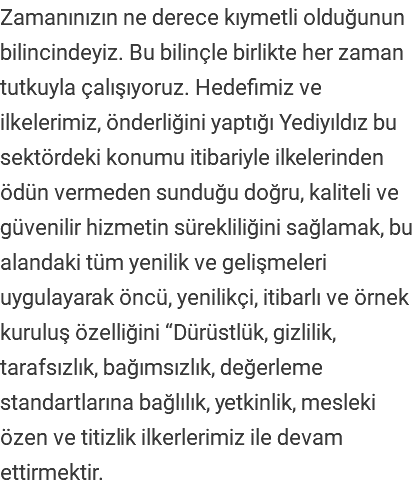 Zamanınızın ne derece kıymetli olduğunun
bilincindeyiz. Bu bilinçle birlikte her zaman
tutkuyla çalışıyoruz. Hedefimiz ve
ilkelerimiz, önderliğini yaptığı Yediyıldız bu
sektördeki konumu itibariyle ilkelerinden
ödün vermeden sunduğu doğru, kaliteli ve
güvenilir hizmetin sürekliliğini sağlamak, bu
alandaki tüm yenilik ve gelişmeleri
uygulayarak öncü, yenilikçi, itibarlı ve örnek
kuruluş özelliğini “Dürüstlük, gizlilik,
tarafsızlık, bağımsızlık, değerleme
standartlarına bağlılık, yetkinlik, mesleki
özen ve titizlik ilkerlerimiz ile devam
ettirmektir.